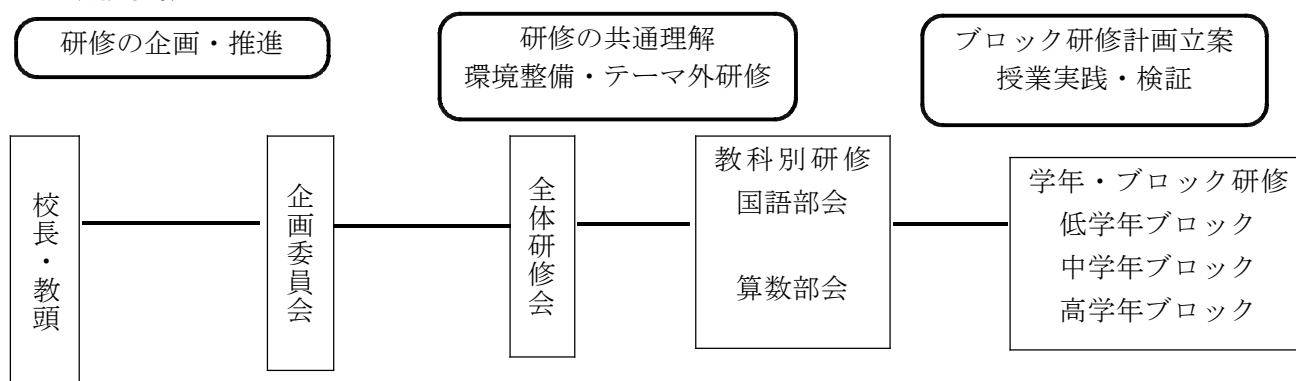 研修の企画・推進
研修の共通理解
環境整備・テーマ外研修
ブロック研修計画立案
授業実践・検証
校長・教頭
企画委員会
全体研修会
教科別研修
国語部会
算数部会
学年・ブロック研修
低学年ブロック
中学年ブロック
高学年ブロック